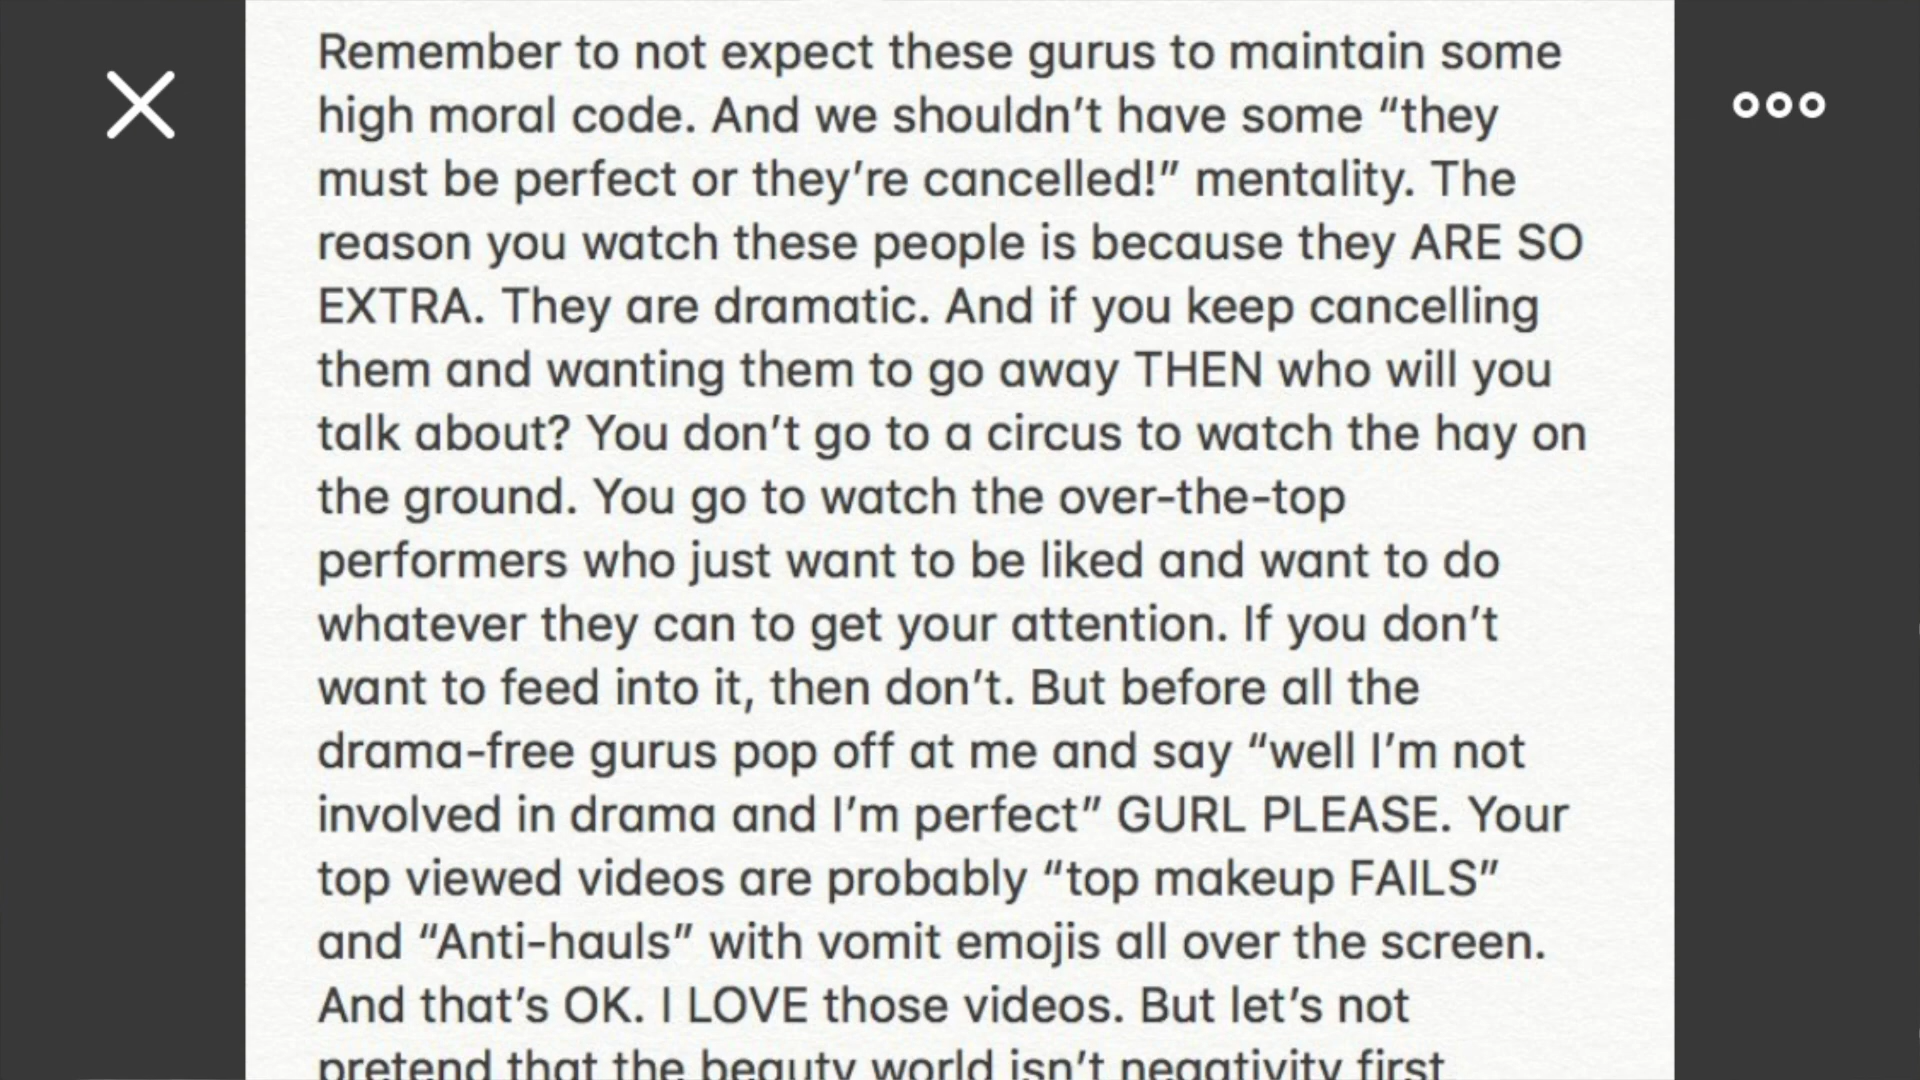 Remember to not expect these gurus to maintain some
high moral code. And we shouldn’t have some “they
must be perfect or they’re cancelled!” mentality. The
reason you watch these people is because they ARE SO
EXTRA. They are dramatic. And if you keep cancelling
them and wanting them to go away THEN who will you
talk about? You don’t go to a circus to watch the hay on
the ground. You go to watch the over-the-top
performers who just want to be liked and want to do
whatever they can to get your attention. If you don’t
want to feed into it, then don’t. But before all the
drama-free gurus pop off at me and say “well I’m not
involved in drama and I’m perfect” GURL PLEASE. Your
top viewed videos are probably “top makeup FAILS”
and “Anti-hauls” with vomit emojis all over the screen.
And that’s OK. I LOVE those videos. But let’s not
pretend that the beauty world isn’t negativity first